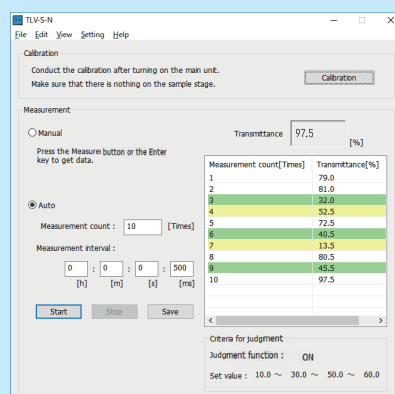 TLV-S-N
File Edit View Setting Help
Calibration
Conduct the calibration after turning on the main unit.
Make sure that there is nothing on the sample stage.
Calibration
Measurement
Manual
Press the Measure button or the Enter
key to get data.
Transmittance 97.5 [%]
Auto
Measurement count : 10 [Times]
Measurement interval :
0 : 0 : 0 : 500
[h] [m] [s] [ms]
Start Stop Save
Measurement count[Times] Transmittance[%]
1 79.0
2 81.0
3 32.0
4 52.5
5 72.5
6 40.5
7 13.5
8 80.5
9 45.5
10 97.5
Criteria for judgment
Judgment function : ON
Set value : 10.0 ～ 30.0 ～ 50.0 ～ 60.0